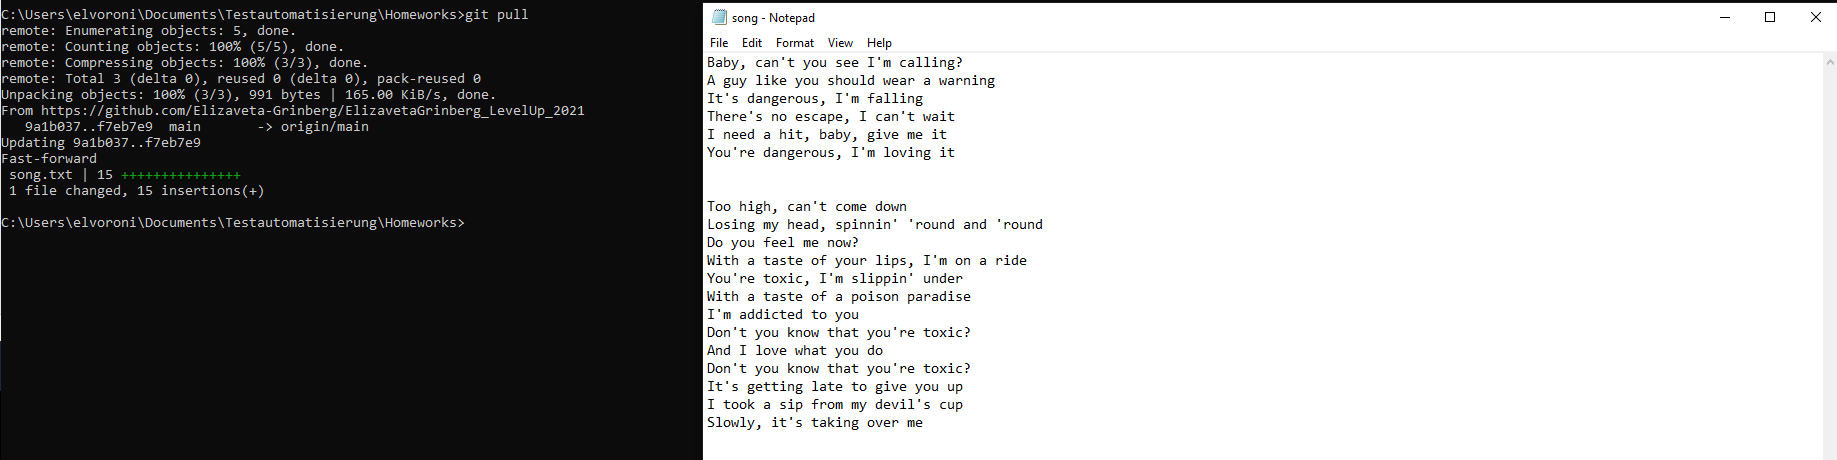 C:\Users\elvoroni\Documents\Testautomatisierung\Homeworks>git pull
remote: Enumerating objects: 5, done.
remote: Counting objects: 100% (5/5), done.
remote: Compressing objects: 100% (3/3), done.
remote: Total 3 (delta 0), reused 0 (delta 0), pack-reused 0
Unpacking objects: 100% (3/3), 991 bytes | 165.00 KiB/s, done.
From https://github.com/Elizaveta-Grinberg/ElizavetaGrinberg_LevelUp_2021
   9a1b037..f7eb7e9  main       -> origin/main
Updating 9a1b037..f7eb7e9
Fast-forward
 song.txt | 15 +++++++++++++++
 1 file changed, 15 insertions(+)
C:\Users\elvoroni\Documents\Testautomatisierung\Homeworks>
song - Notepad
File Edit Format View Help
Baby, can't you see I'm calling?
A guy like you should wear a warning
It's dangerous, I'm falling
There's no escape, I can't wait
I need a hit, baby, give me it
You're dangerous, I'm loving it
Too high, can't come down
Losing my head, spinnin' 'round and 'round
Do you feel me now?
With a taste of your lips, I'm on a ride
You're toxic, I'm slippin' under
With a taste of a poison paradise
I'm addicted to you
Don't you know that you're toxic?
And I love what you do
Don't you know that you're toxic?
It's getting late to give you up
I took a sip from my devil's cup
Slowly, it's taking over me